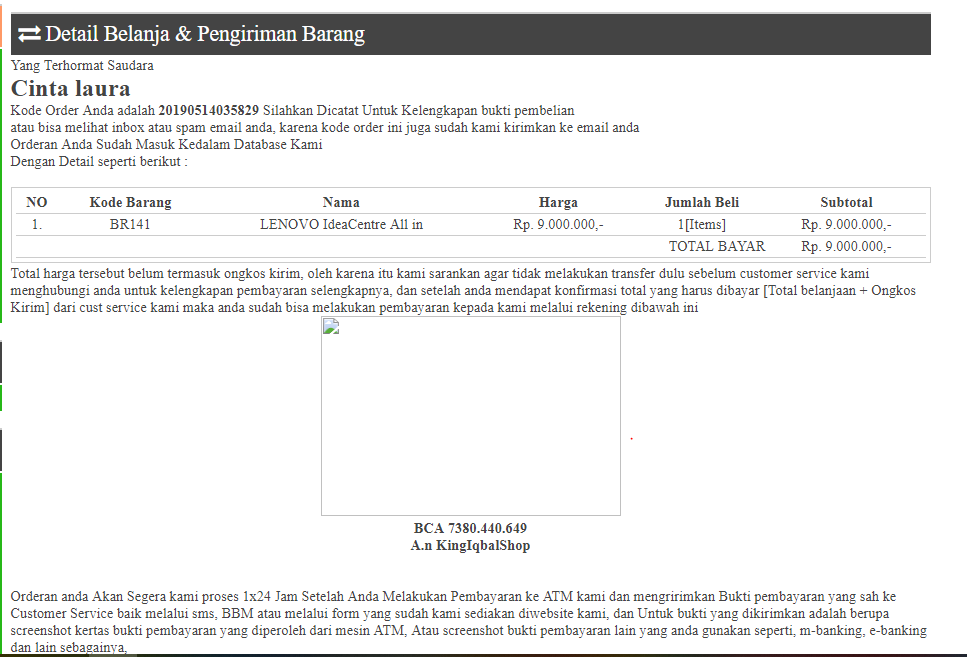 Detail Belanja & Pengiriman Barang
Yang Terhormat Saudara
Cinta laura
Kode Order Anda adalah 20190514035829 Silahkan Dicatat Untuk Kelengkapan bukti pembelian
atau bisa melihat inbox atau spam email anda, karena kode order ini juga sudah kami kirimkan ke email anda
Orderan Anda Sudah Masuk Kedalam Database Kami
Dengan Detail seperti berikut :
NO Kode Barang Nama Harga Jumlah Beli Subtotal
1. BR141 LENOVO IdeaCentre All in Rp. 9.000.000,- 1[Items] Rp. 9.000.000,-
TOTAL BAYAR Rp. 9.000.000,-
Total harga tersebut belum termasuk ongkos kirim, oleh karena itu kami sarankan agar tidak melakukan transfer dulu sebelum customer service kami
menghubungi anda untuk kelengkapan pembayaran selengkapnya, dan setelah anda mendapat konfirmasi total yang harus dibayar [Total belanjaan + Ongkos
Kirim] dari cust service kami maka anda sudah bisa melakukan pembayaran kepada kami melalui rekening dibawah ini
BCA 7380.440.649
A.n KingIqbalShop
Orderan anda Akan Segera kami proses 1x24 Jam Setelah Anda Melakukan Pembayaran ke ATM kami dan mengririmkan Bukti pembayaran yang sah ke
Customer Service baik melalui sms, BBM atau melalui form yang sudah kami sediakan diwebsite kami, dan Untuk bukti yang dikirimkan adalah berupa
screenshot kertas bukti pembayaran yang diperoleh dari mesin ATM, Atau screenshot bukti pembayaran lain yang anda gunakan seperti, m-banking, e-banking
dan lain sebagainya,